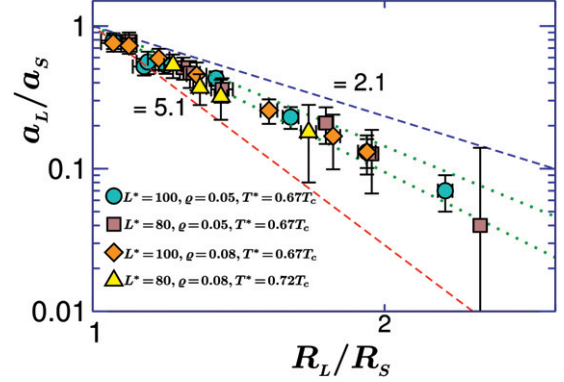 1
= 2.1
a_L/a_S
= 5.1
0.1
L*=100, ϱ=0.05, T*=0.67T_c
L*=80, ϱ=0.05, T*=0.67T_c
L*=100, ϱ=0.08, T*=0.67T_c
L*=80, ϱ=0.08, T*=0.72T_c
0.01
1 2
R_L/R_S